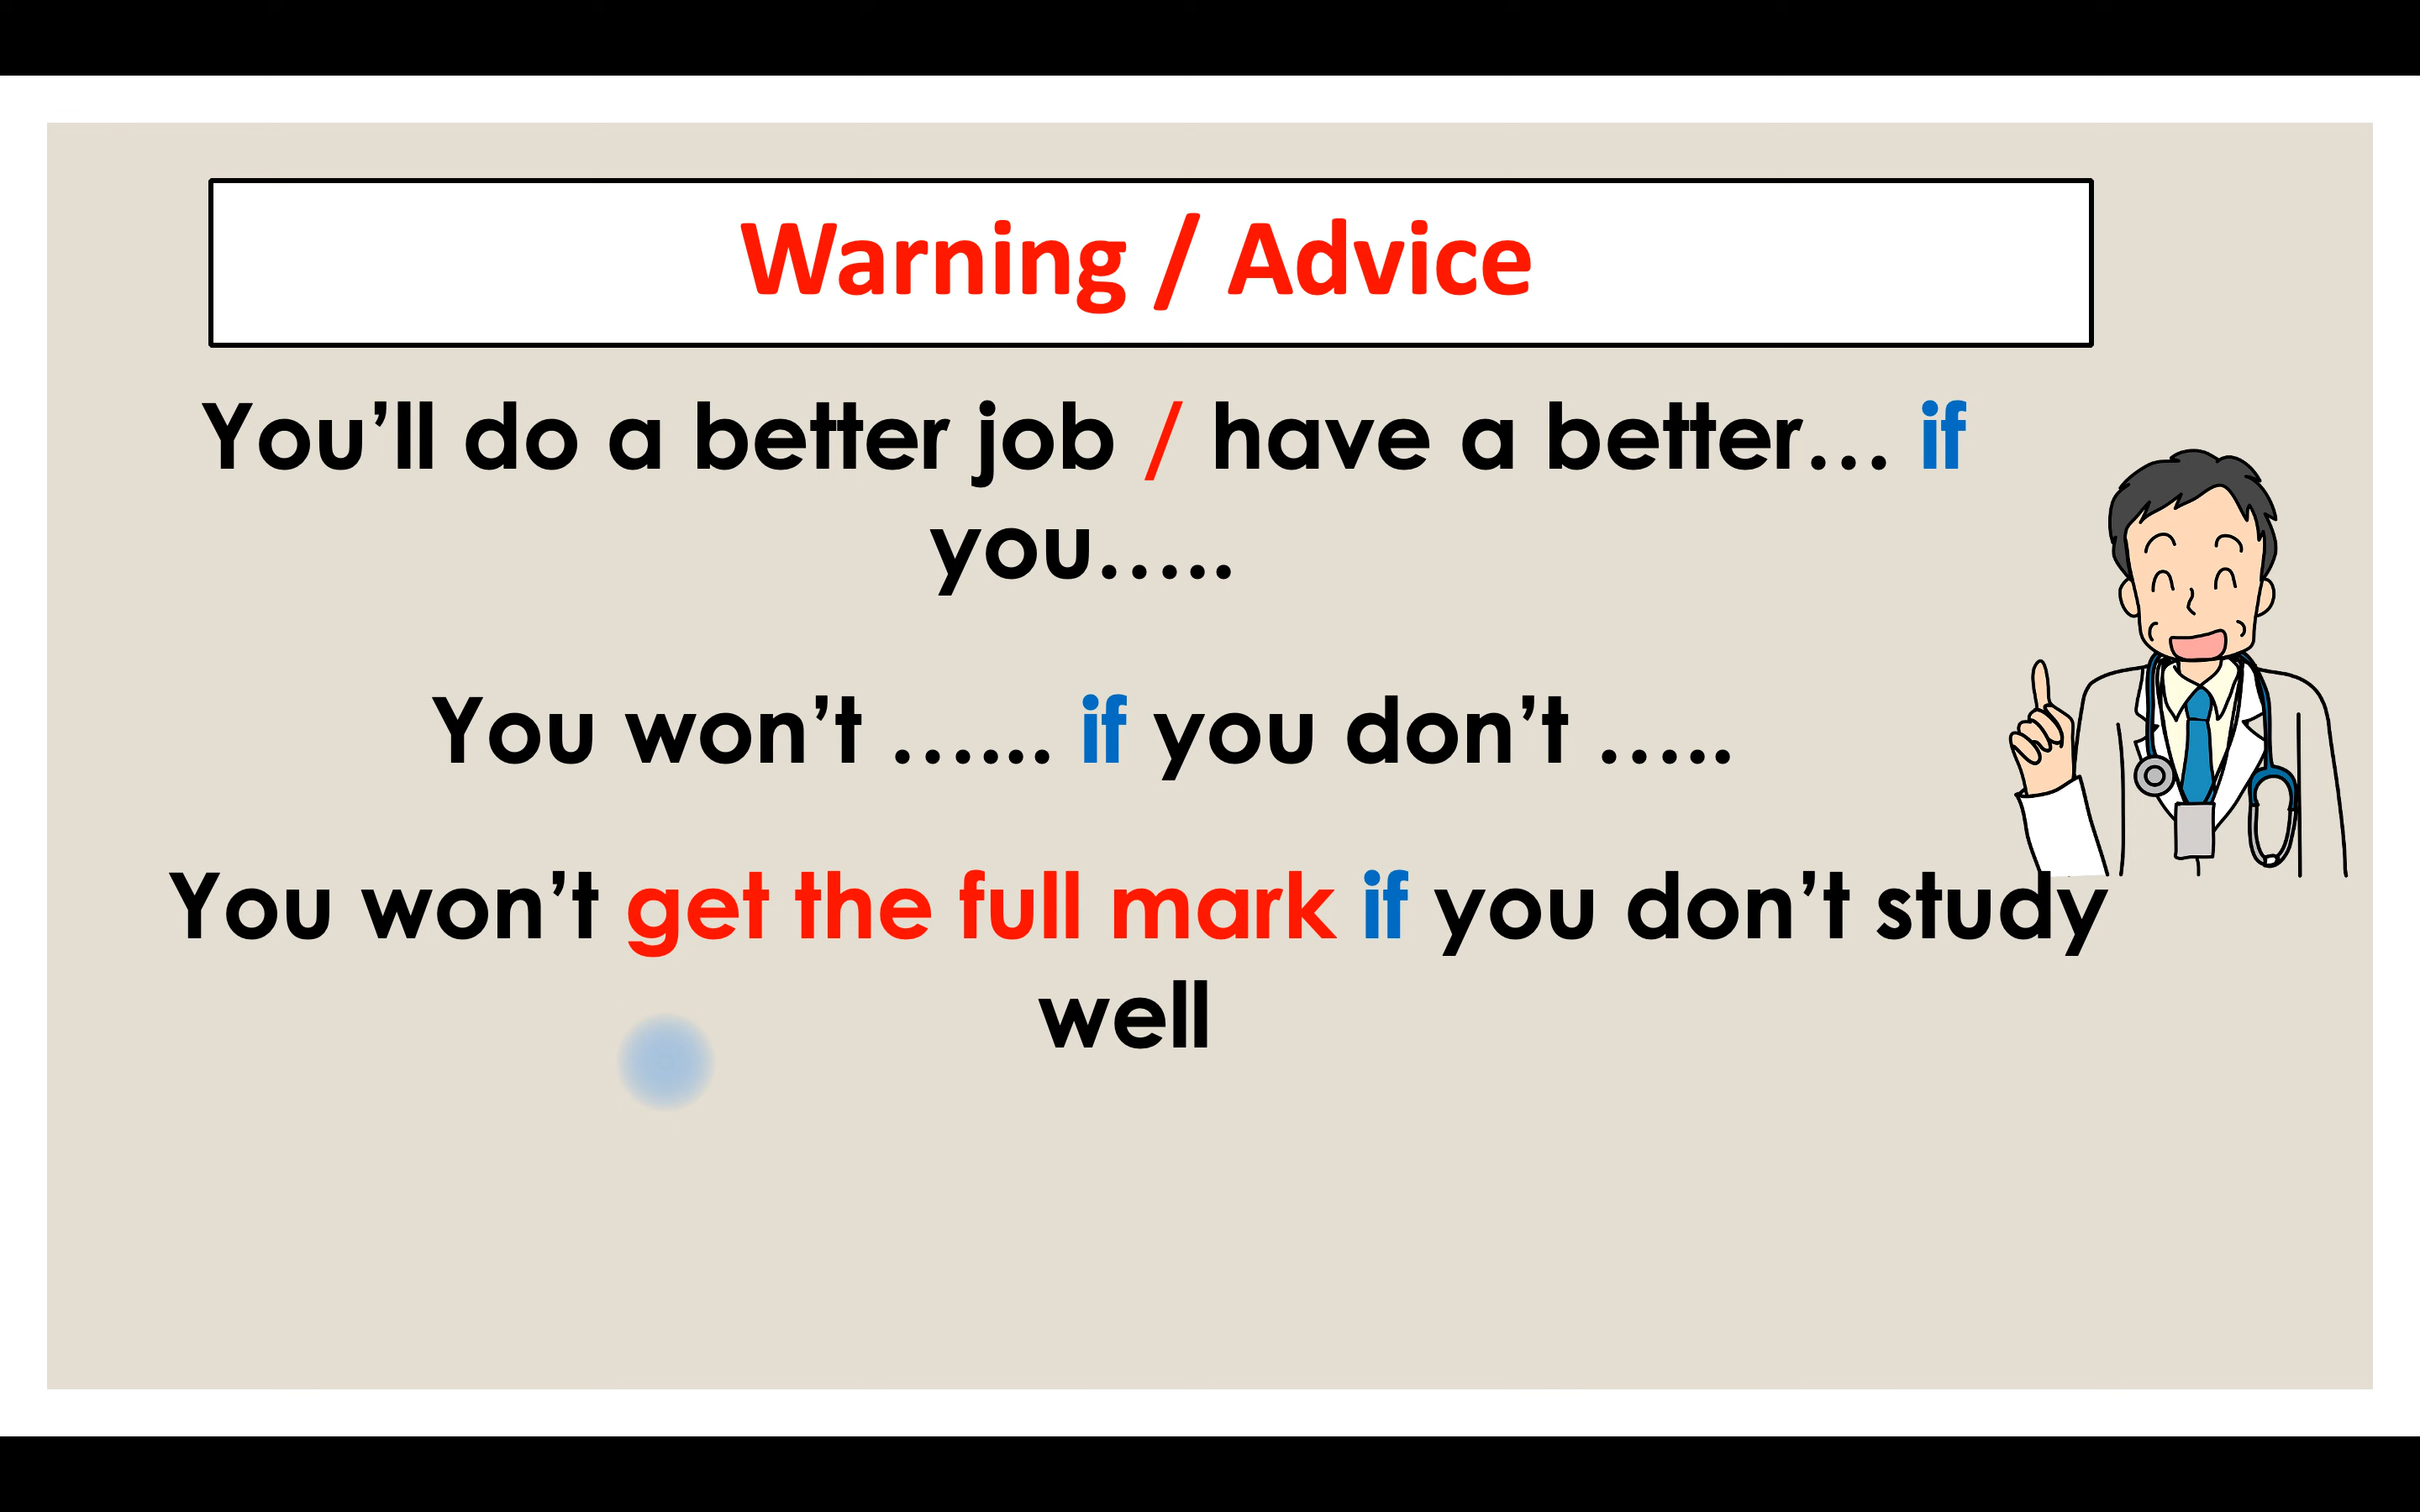 Warning / Advice
You’ll do a better job / have a better... if
you.....
You won’t ...... if you don’t .....
You won’t get the full mark if you don’t study
well